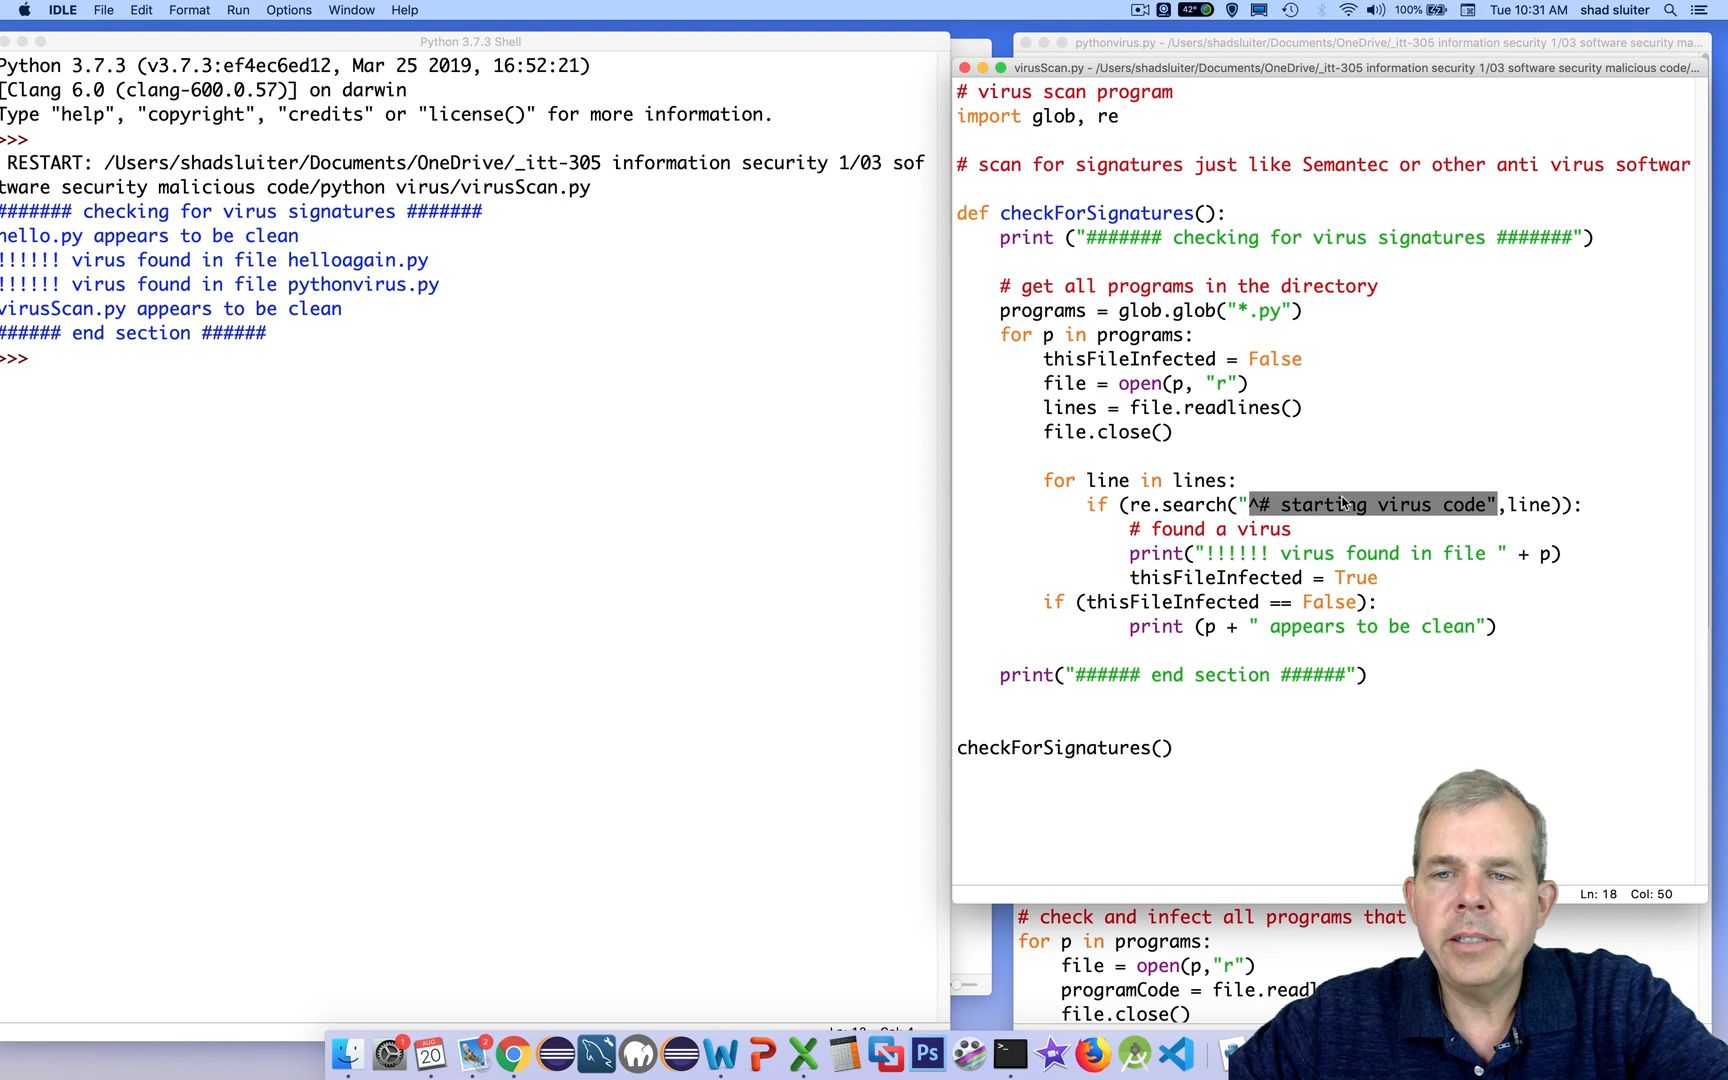 IDLE File Edit Format Run Options Window Help
42° 100% Tue 10:31 AM shad sluiter
Python 3.7.3 Shell
Python 3.7.3 (v3.7.3:ef4ec6ed12, Mar 25 2019, 16:52:21)
[Clang 6.0 (clang-600.0.57)] on darwin
Type "help", "copyright", "credits" or "license()" for more information.
>>>
RESTART: /Users/shadsluiter/Documents/OneDrive/_itt-305 information security 1/03 sof
tware security malicious code/python virus/virusScan.py
####### checking for virus signatures #######
hello.py appears to be clean
!!!!!! virus found in file helloagain.py
!!!!!! virus found in file pythonvirus.py
virusScan.py appears to be clean
###### end section ######
>>>
pythonvirus.py - /Users/shadsluiter/Documents/OneDrive/_itt-305 information security 1/03 software security ma...
virusScan.py - /Users/shadsluiter/Documents/OneDrive/_itt-305 information security 1/03 software security malicious code/...
# virus scan program
import glob, re
# scan for signatures just like Semantec or other anti virus softwar
def checkForSignatures():
print ("####### checking for virus signatures #######")
# get all programs in the directory
programs = glob.glob("*.py")
for p in programs:
thisFileInfected = False
file = open(p, "r")
lines = file.readlines()
file.close()
for line in lines:
if (re.search("^# starting virus code",line)):
# found a virus
print("!!!!!! virus found in file " + p)
thisFileInfected = True
if (thisFileInfected == False):
print (p + " appears to be clean")
print("###### end section ######")
checkForSignatures()
Ln: 18 Col: 50
# check and infect all programs that
for p in programs:
file = open(p,"r")
programCode = file.readl
file.close()
AUG
20
1
2
Ps